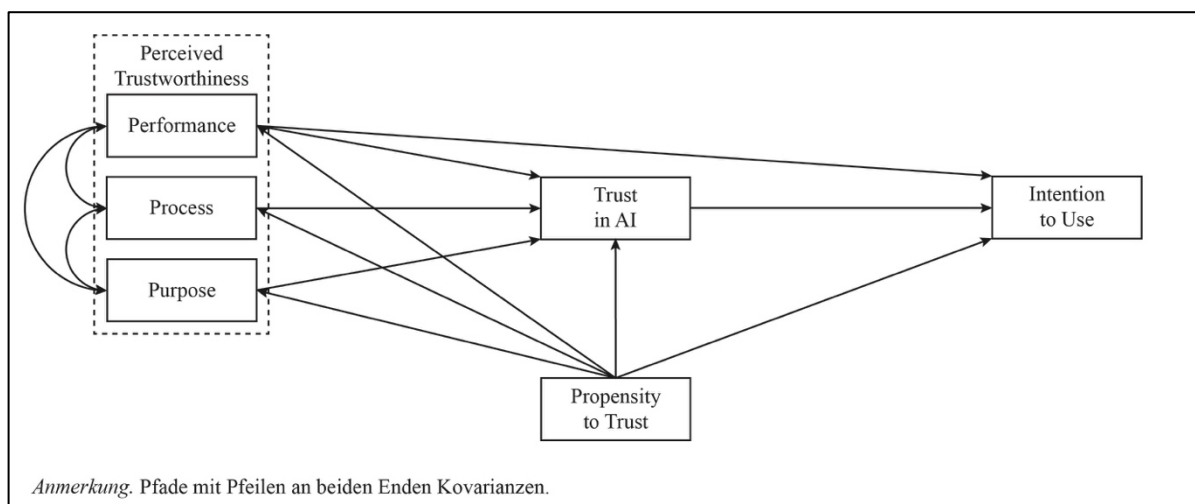 Perceived
Trustworthiness
Performance
Process
Purpose
Trust
in AI
Intention
to Use
Propensity
to Trust
Anmerkung. Pfade mit Pfeilen an beiden Enden Kovarianzen.